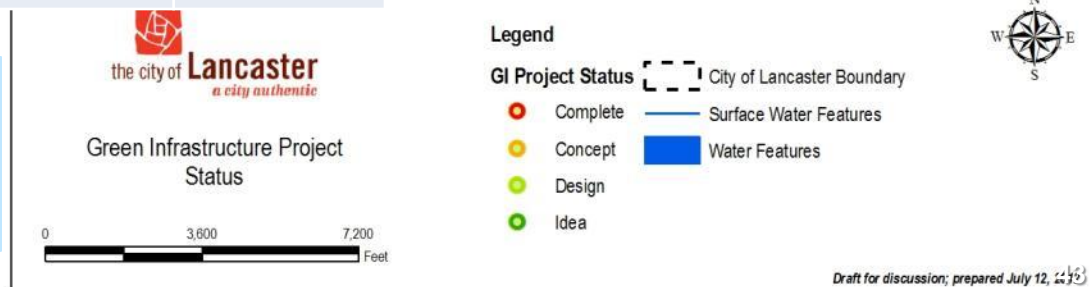 the city of Lancaster
a city authentic
Green Infrastructure Project
Status
0 3,600 7,200
Feet
Legend
GI Project Status
Complete
Concept
Design
Idea
City of Lancaster Boundary
Surface Water Features
Water Features
N
W E
S
Draft for discussion; prepared July 12,
43